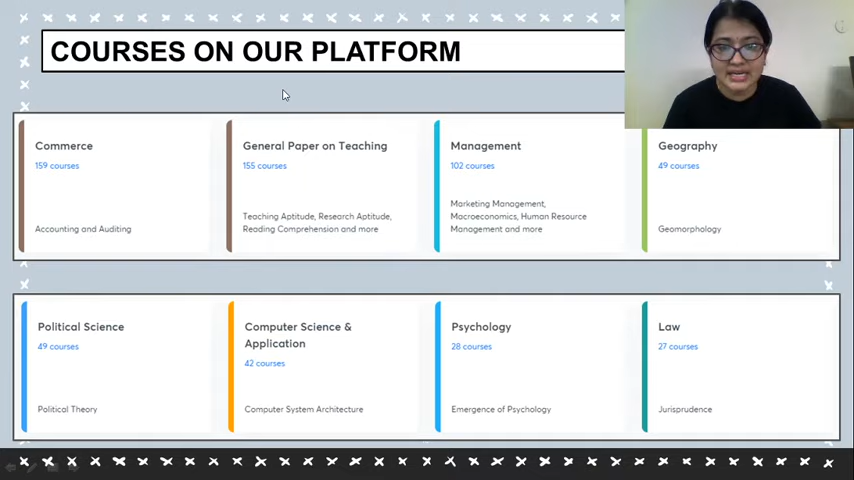 COURSES ON OUR PLATFORM
Commerce
159 courses
Accounting and Auditing
General Paper on Teaching
155 courses
Teaching Aptitude, Research Aptitude,
Reading Comprehension and more
Management
102 courses
Marketing Management,
Macroeconomics, Human Resource
Management and more
Geography
49 courses
Geomorphology
Political Science
49 courses
Political Theory
Computer Science &
Application
42 courses
Computer System Architecture
Psychology
28 courses
Emergence of Psychology
Law
27 courses
Jurisprudence